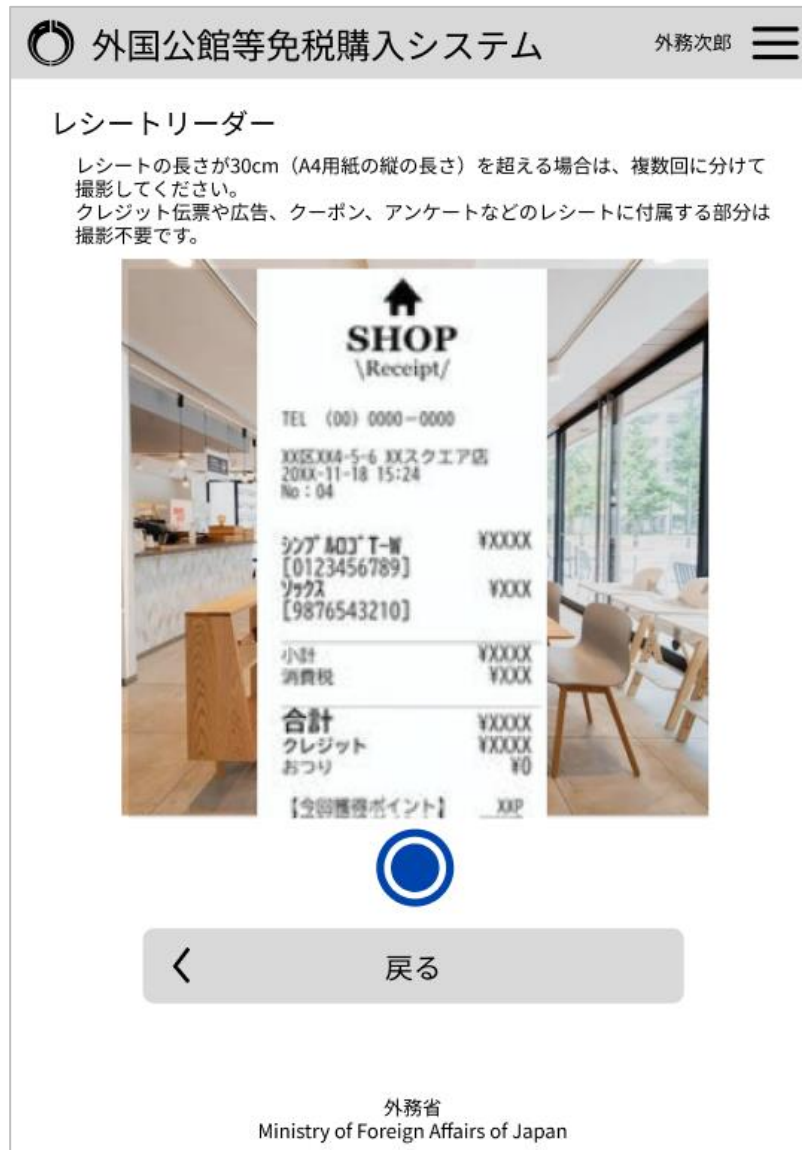 外国公館等免税購入システム
外務次郎
レシートリーダー
レシートの長さが30cm（A4用紙の縦の長さ）を超える場合は、複数回に分けて
撮影してください。
クレジット伝票や広告、クーポン、アンケートなどのレシートに付属する部分は
撮影不要です。
SHOP
\Receipt/
TEL (00) 0000-0000
XX区XX4-5-6 XXスクエア店
20XX-11-18 15:24
No：04
ｼﾝﾌﾟﾙﾛｺﾞT-W ¥XXXX
[0123456789]
ｿｯｸｽ ¥XXX
[9876543210]
小計 ¥XXXX
消費税 ¥XXX
合計 ¥XXXX
クレジット ¥XXXX
おつり ¥0
【今回獲得ポイント】 XXP
戻る
外務省
Ministry of Foreign Affairs of Japan